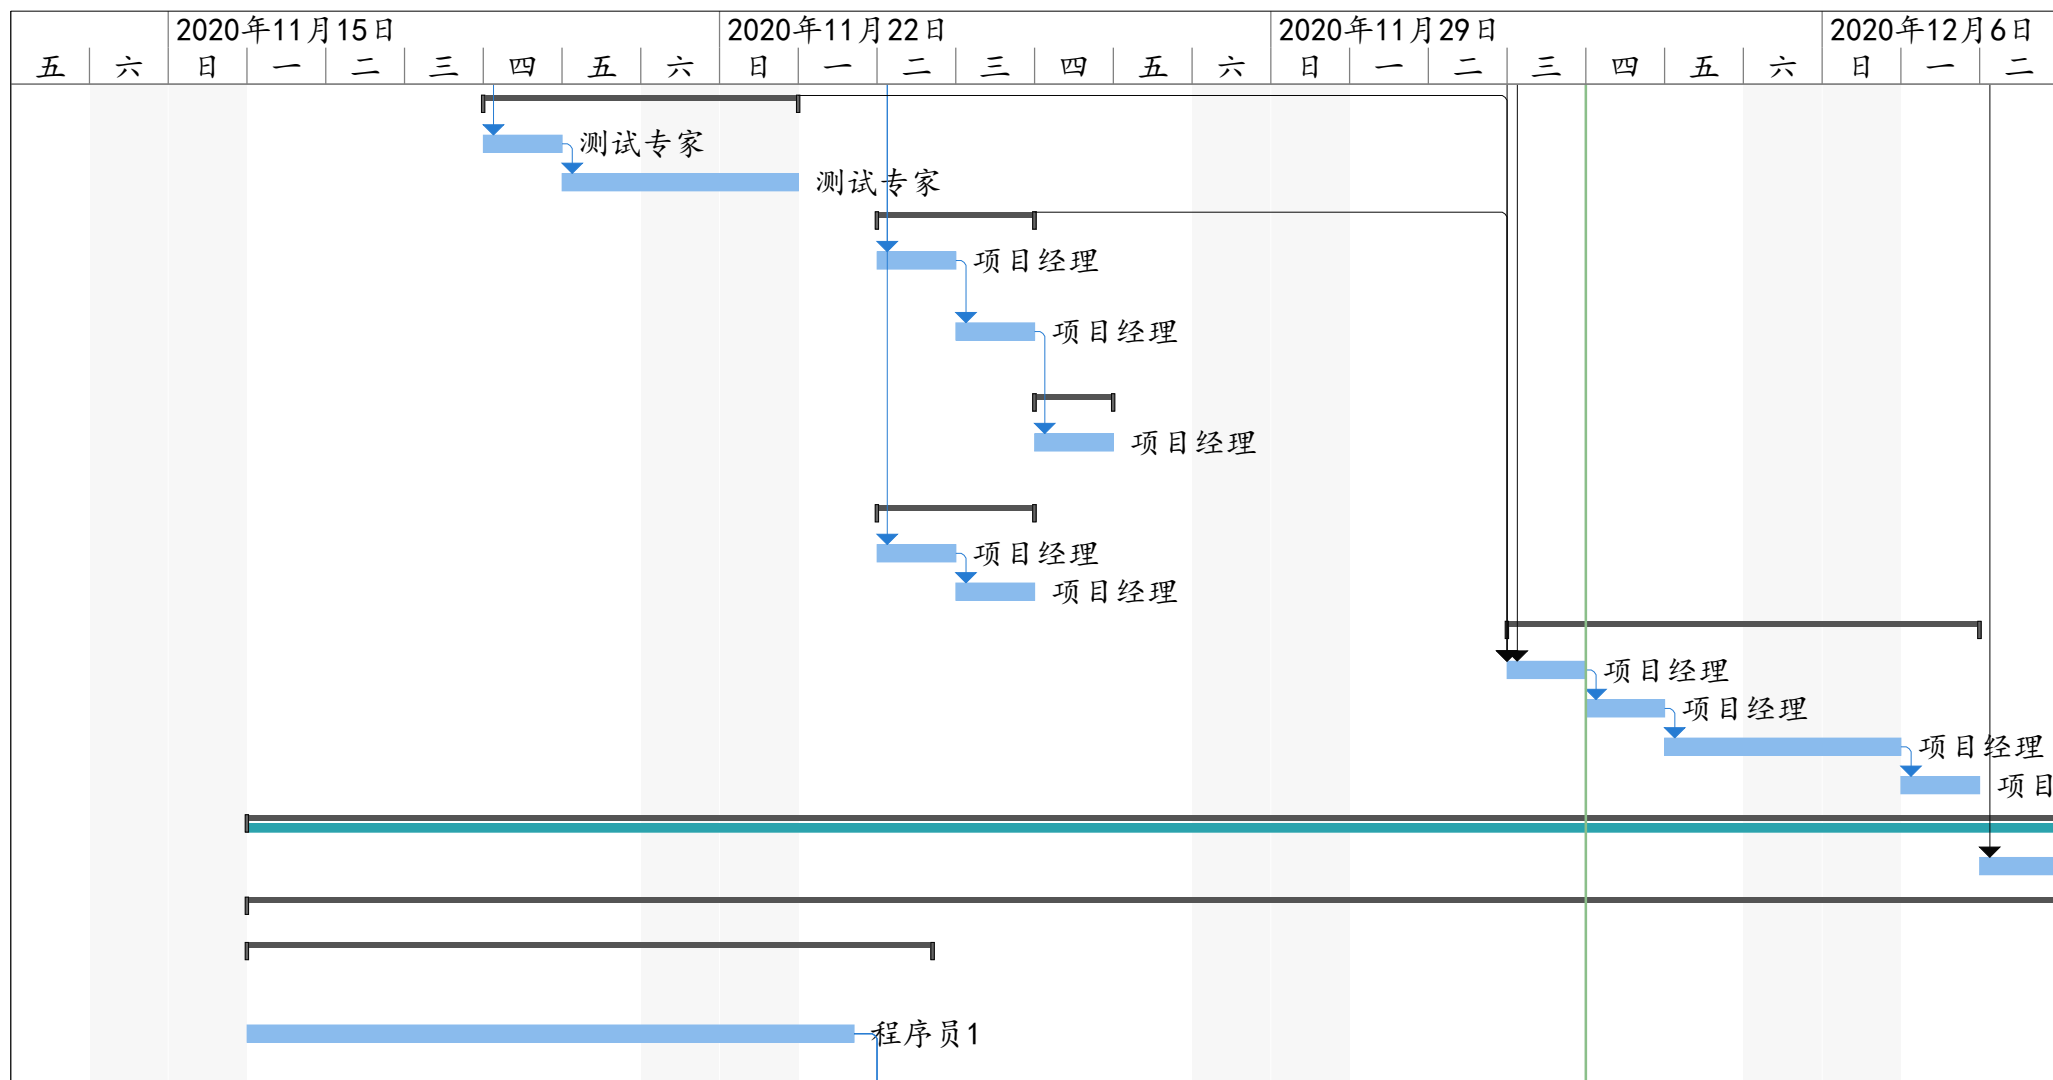 2020年11月15日 2020年11月22日 2020年11月29日 2020年12月6日
五 六 日 一 二 三 四 五 六 日 一 二 三 四 五 六 日 一 二 三 四 五 六 日 一 二
测试专家
测试专家
项目经理
项目经理
项目经理
项目经理
项目经理
项目经理
项目经理
项目经理
项目
程序员1